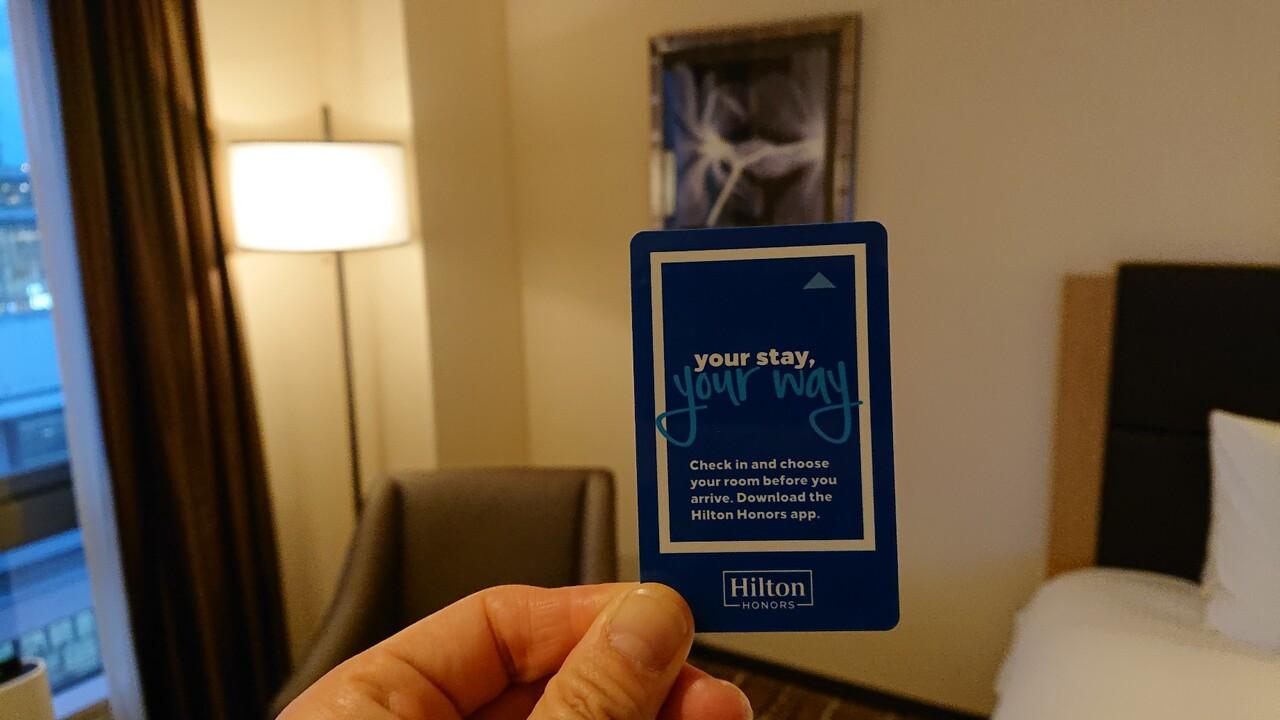 your stay,
your way
Check in and choose
your room before you
arrive. Download the
Hilton Honors app.
Hilton
HONORS